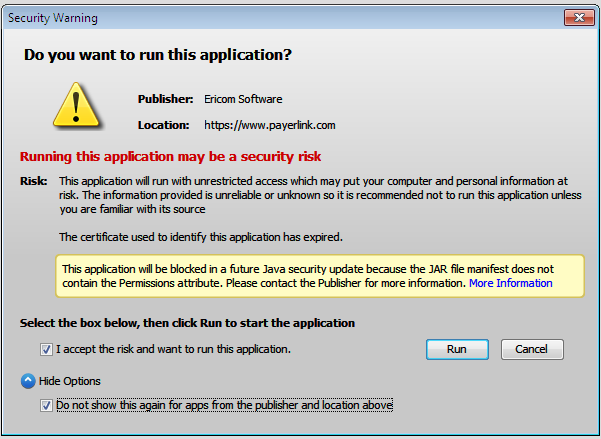 Security Warning
Do you want to run this application?
Publisher: Ericom Software
Location: https://www.payerlink.com
Running this application may be a security risk
Risk: This application will run with unrestricted access which may put your computer and personal information at
risk. The information provided is unreliable or unknown so it is recommended not to run this application unless
you are familiar with its source
The certificate used to identify this application has expired.
This application will be blocked in a future Java security update because the JAR file manifest does not
contain the Permissions attribute. Please contact the Publisher for more information. More Information
Select the box below, then click Run to start the application
I accept the risk and want to run this application. Run Cancel
Hide Options
Do not show this again for apps from the publisher and location above